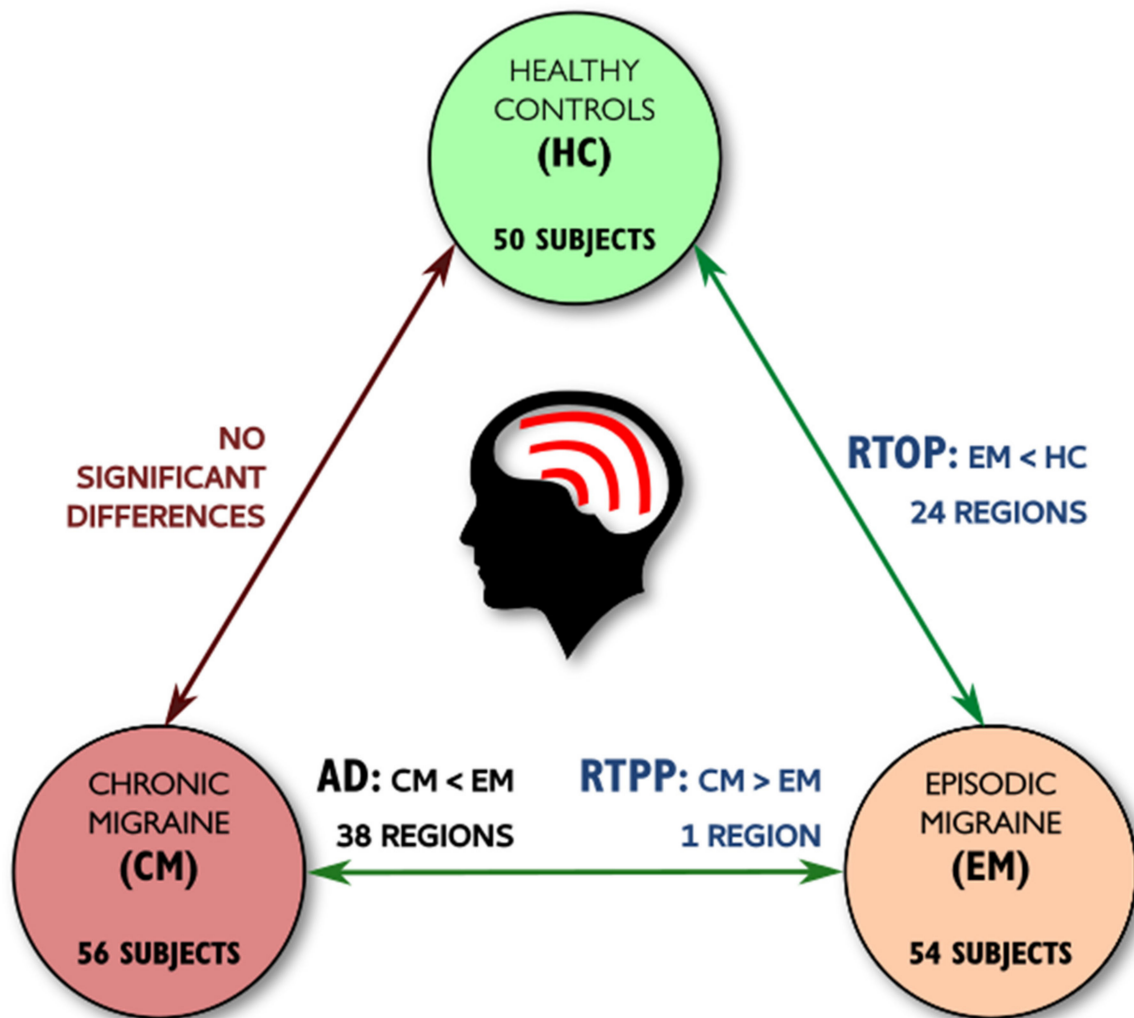 HEALTHY
CONTROLS
(HC)
50 SUBJECTS
NO
SIGNIFICANT
DIFFERENCES
RTOP: EM < HC
24 REGIONS
AD: CM < EM
38 REGIONS
RTPP: CM > EM
1 REGION
CHRONIC
MIGRAINE
(CM)
56 SUBJECTS
EPISODIC
MIGRAINE
(EM)
54 SUBJECTS